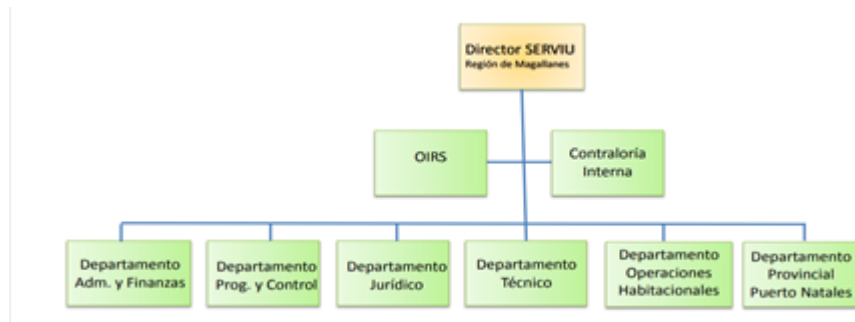 Director SERVIU
Región de Magallanes
OIRS
Contraloría
Interna
Departamento
Adm. y Finanzas
Departamento
Prog. y Control
Departamento
Jurídico
Departamento
Técnico
Departamento
Operaciones
Habitacionales
Departamento
Provincial
Puerto Natales